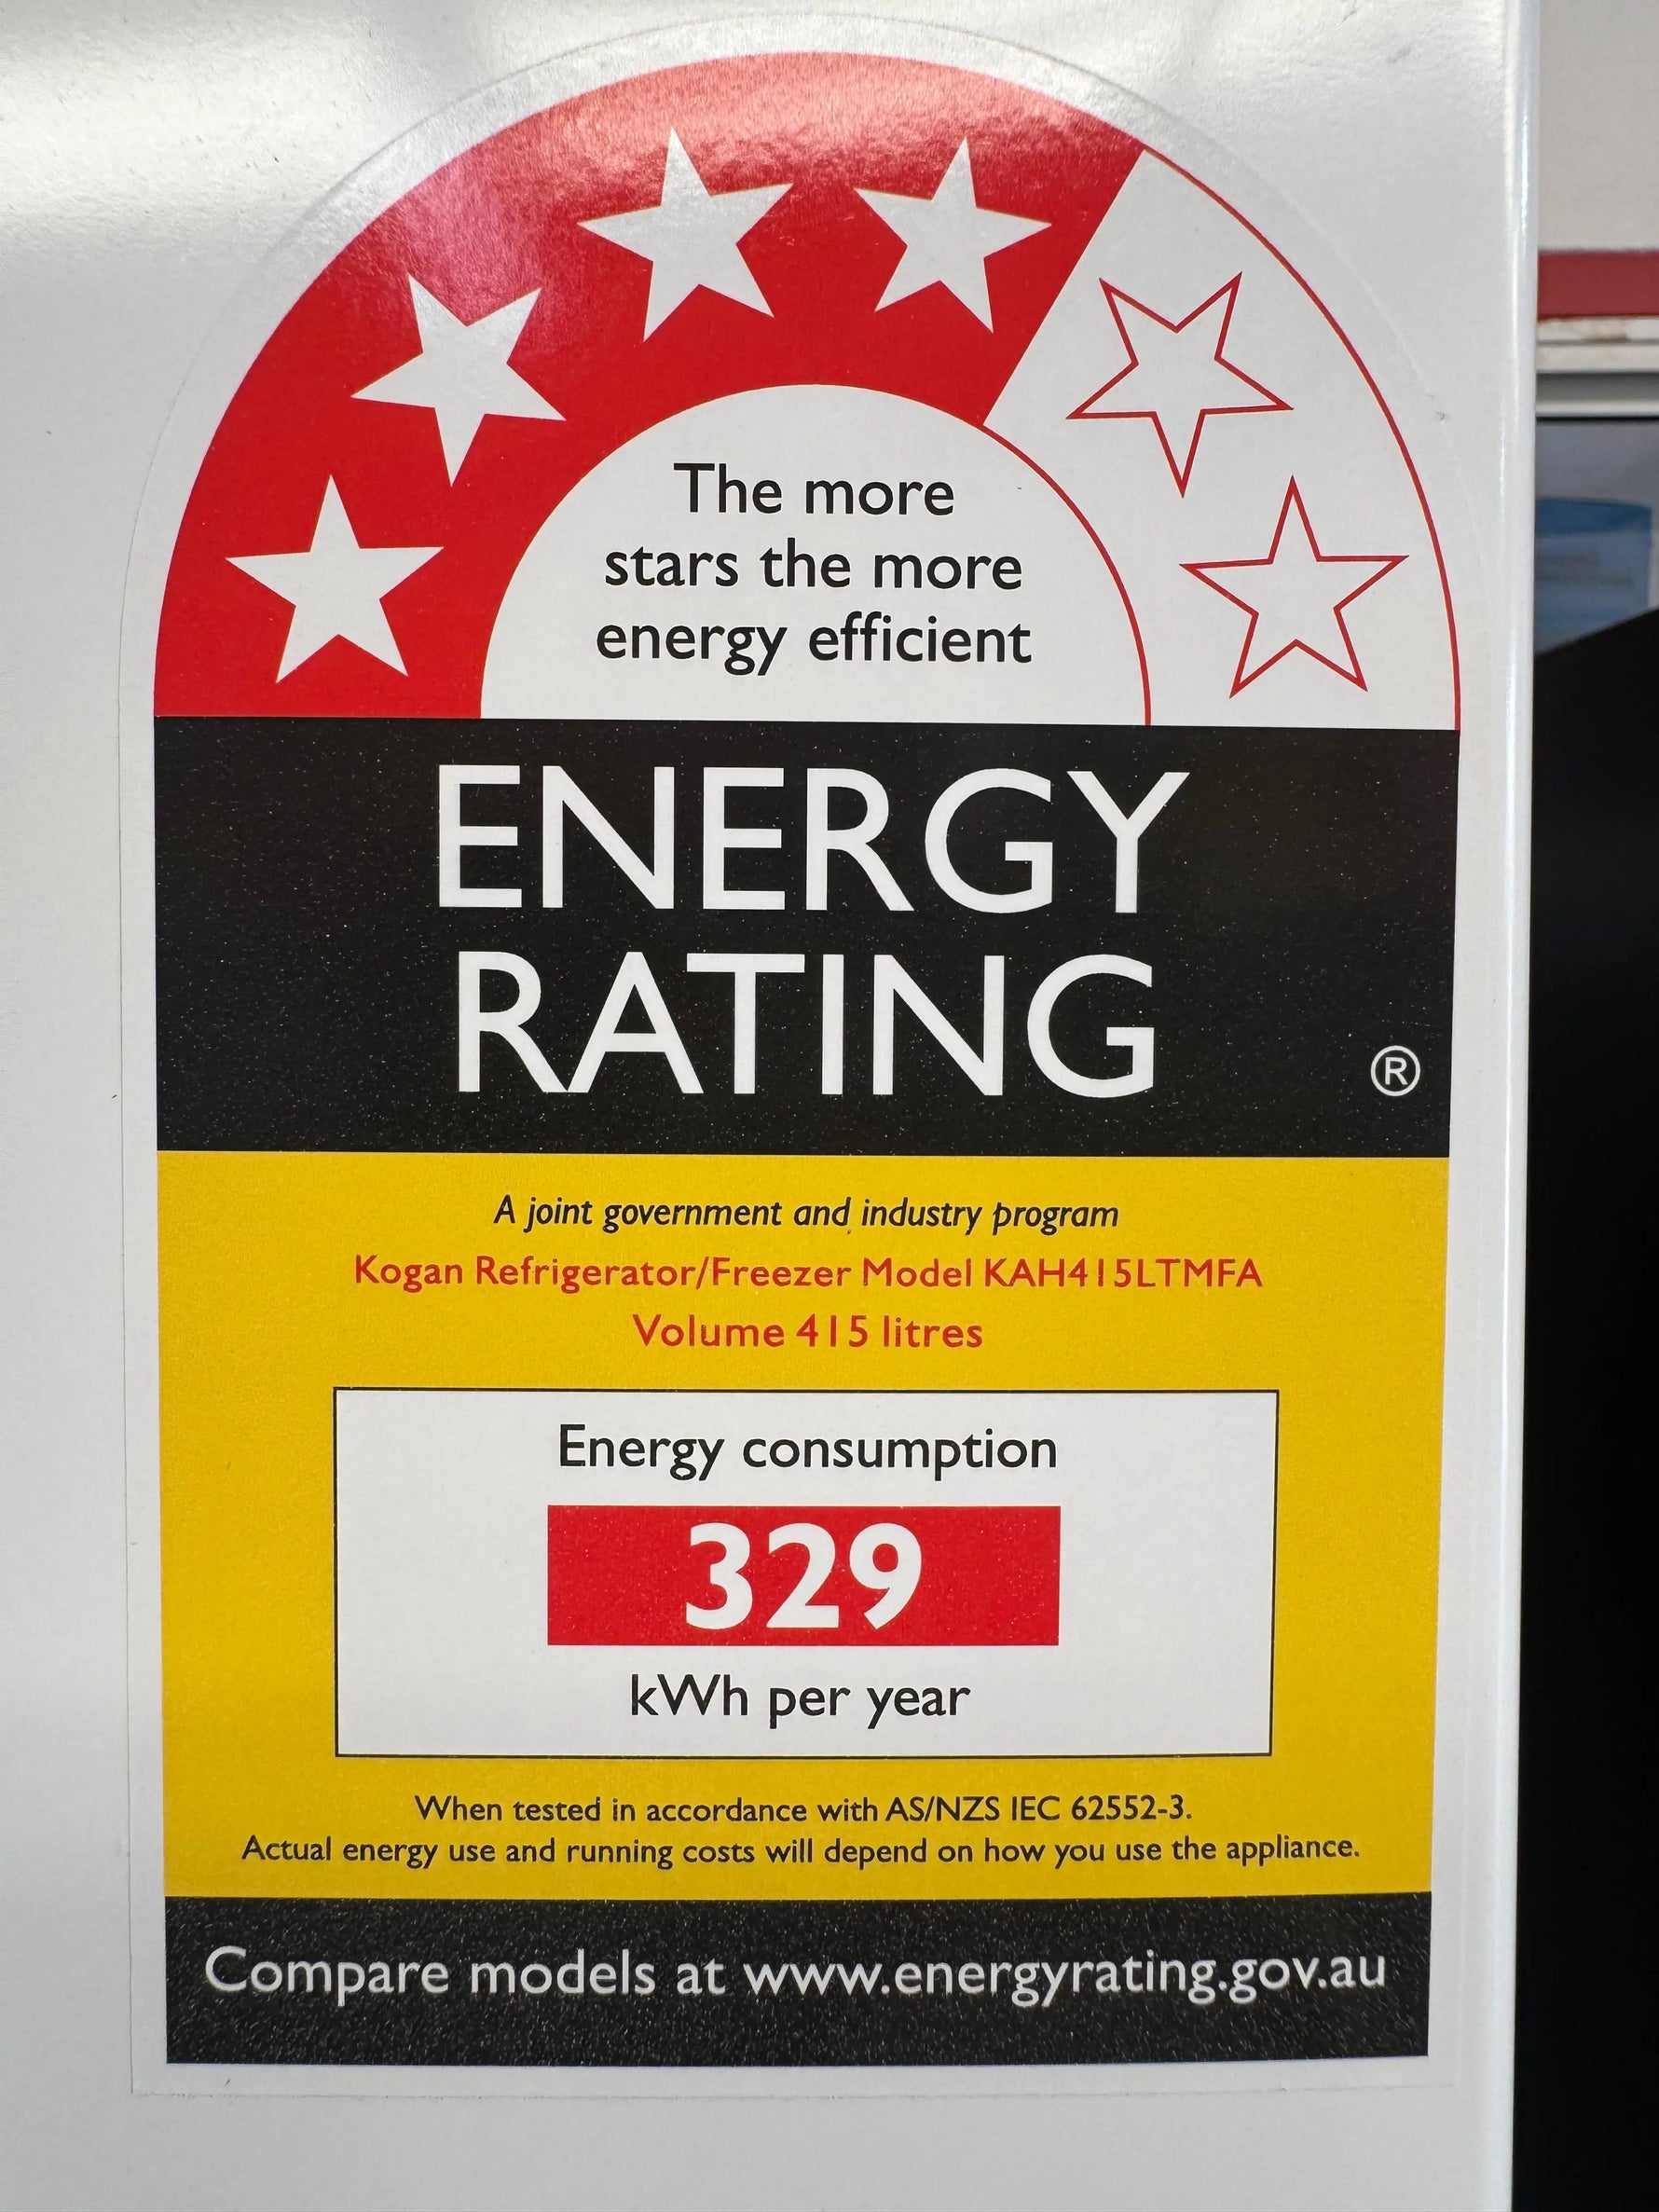 The more
stars the more
energy efficient
ENERGY
RATING
®
A joint government and industry program
Kogan Refrigerator/Freezer Model KAH415LTMFA
Volume 415 litres
Energy consumption
329
kWh per year
When tested in accordance with AS/NZS IEC 62552-3.
Actual energy use and running costs will depend on how you use the appliance.
Compare models at www.energyrating.gov.au